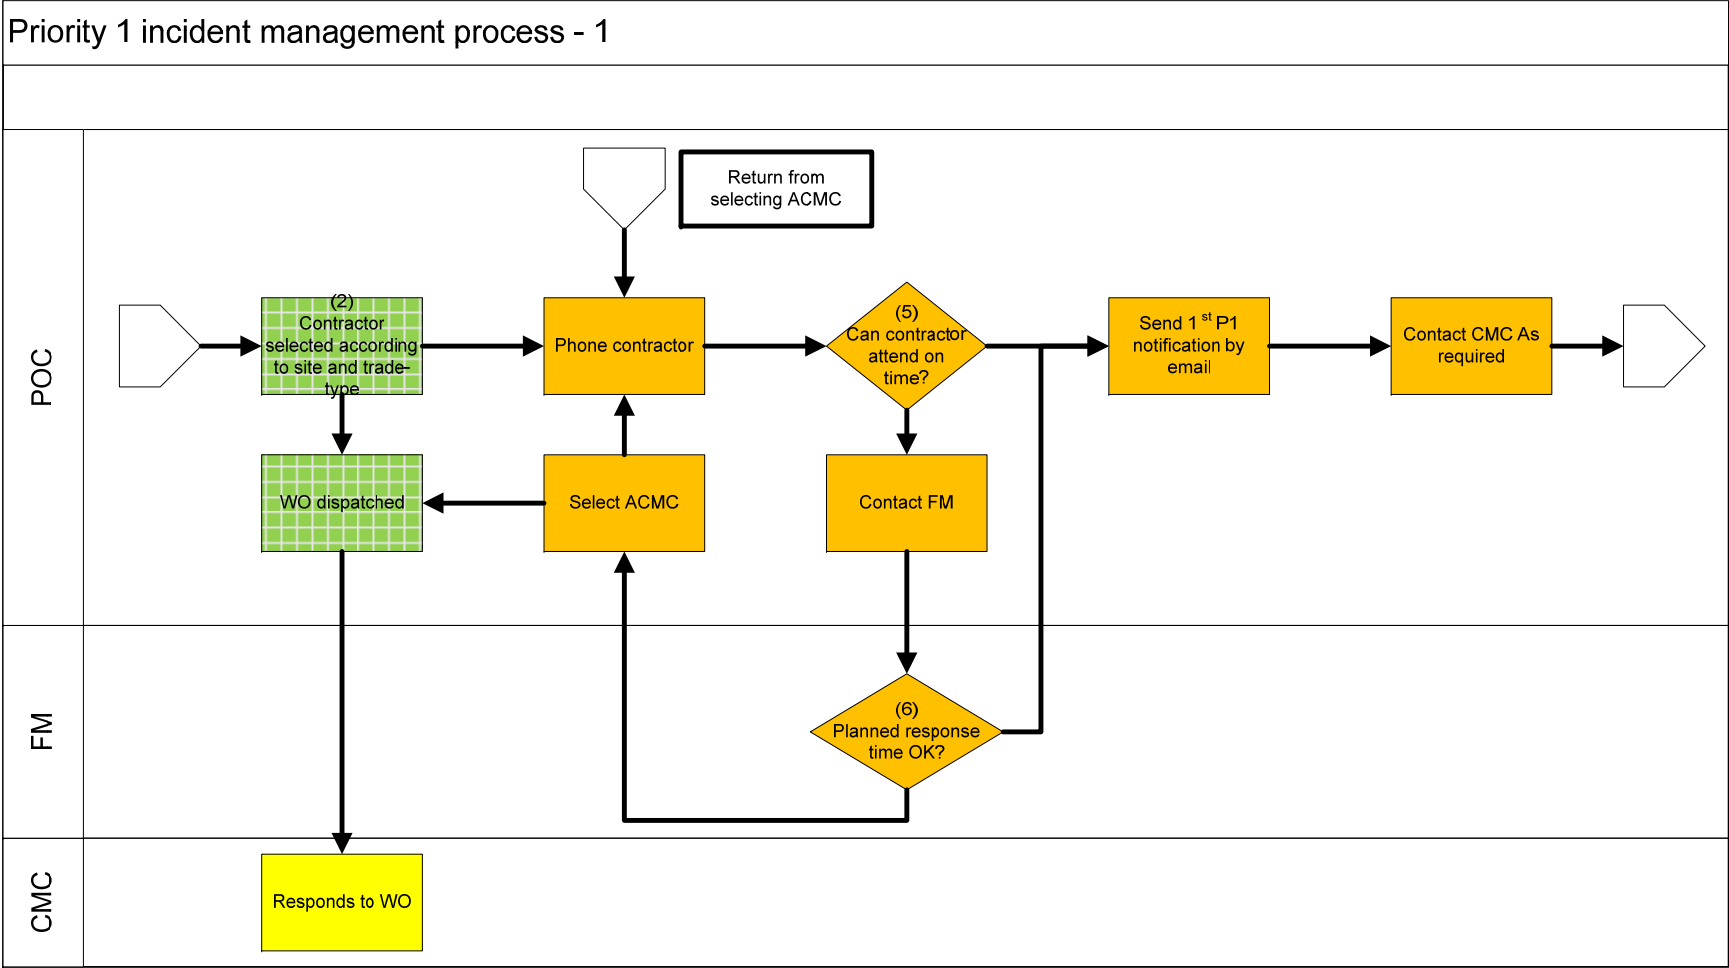 Priority 1 incident management process - 1
POC
Return from
selecting ACMC
(2)
Contractor
selected according
to site and trade-
type
Phone contractor
(5)
Can contractor
attend on
time?
Send 1 st P1
notification by
email
Contact CMC As
required
WO dispatched
Select ACMC
Contact FM
FM
(6)
Planned response
time OK?
CMC
Responds to WO